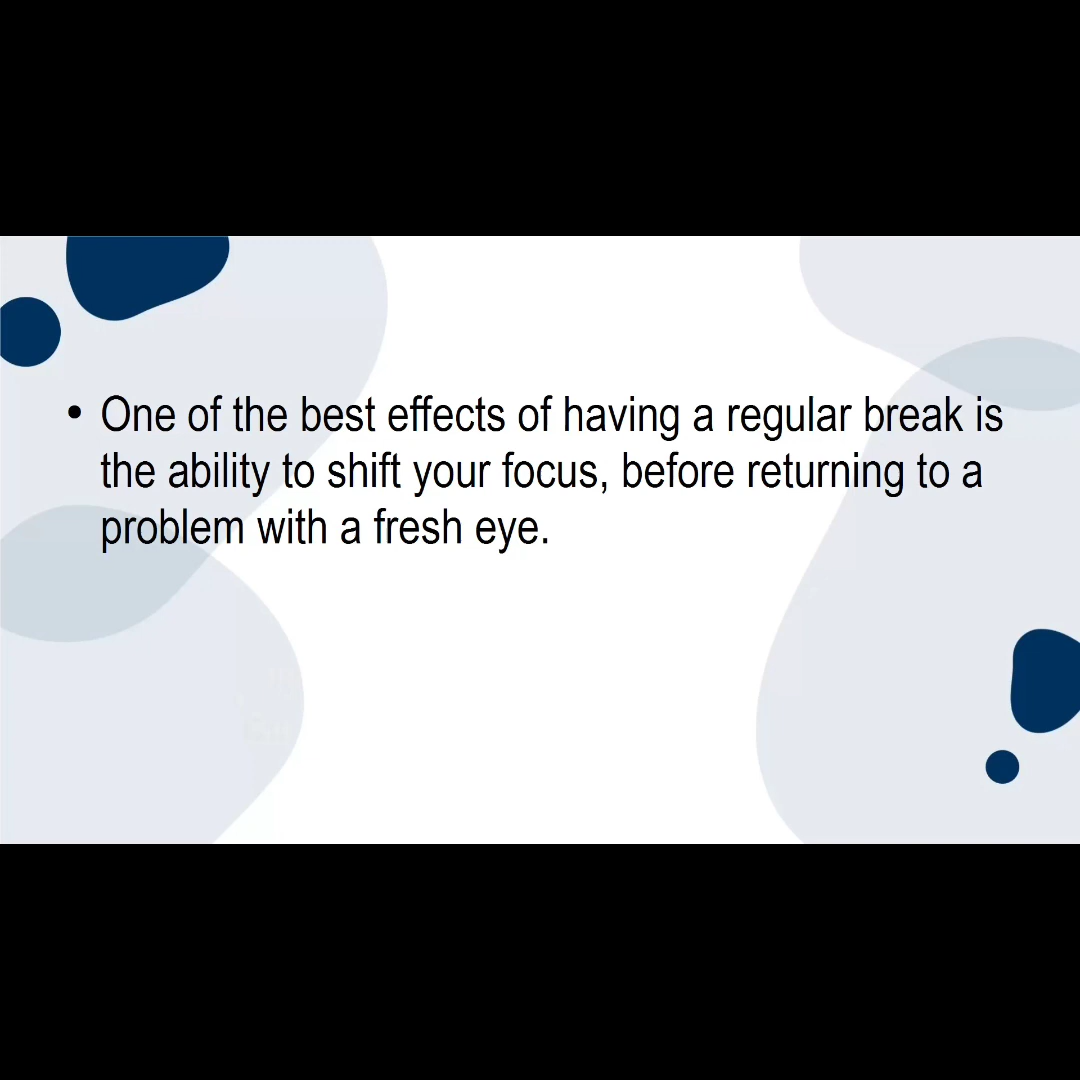 • One of the best effects of having a regular break is
the ability to shift your focus, before returning to a
problem with a fresh eye.